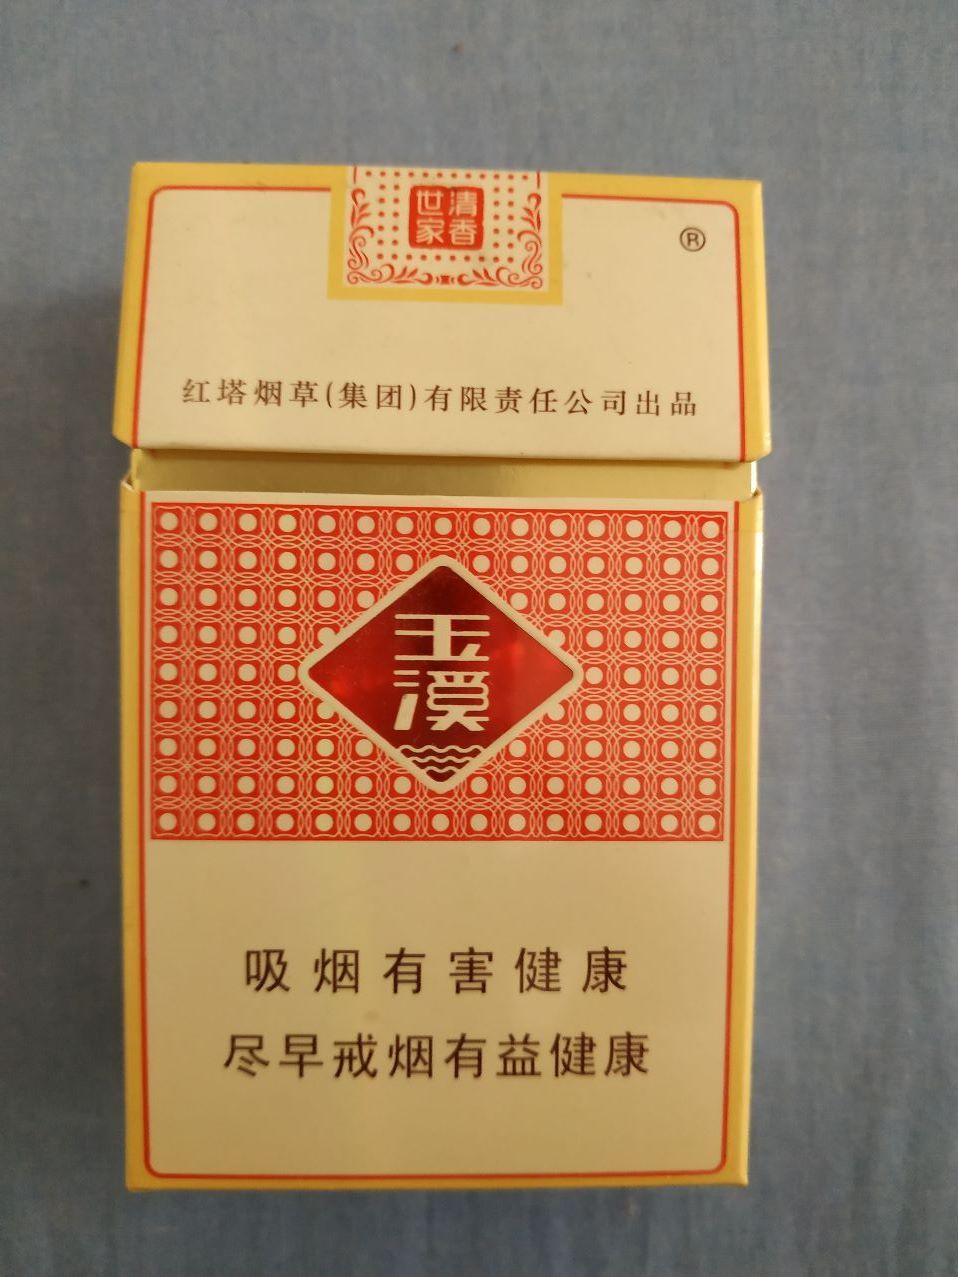 清香
世家
®
红塔烟草(集团)有限责任公司出品
玉
溪
吸烟有害健康
尽早戒烟有益健康